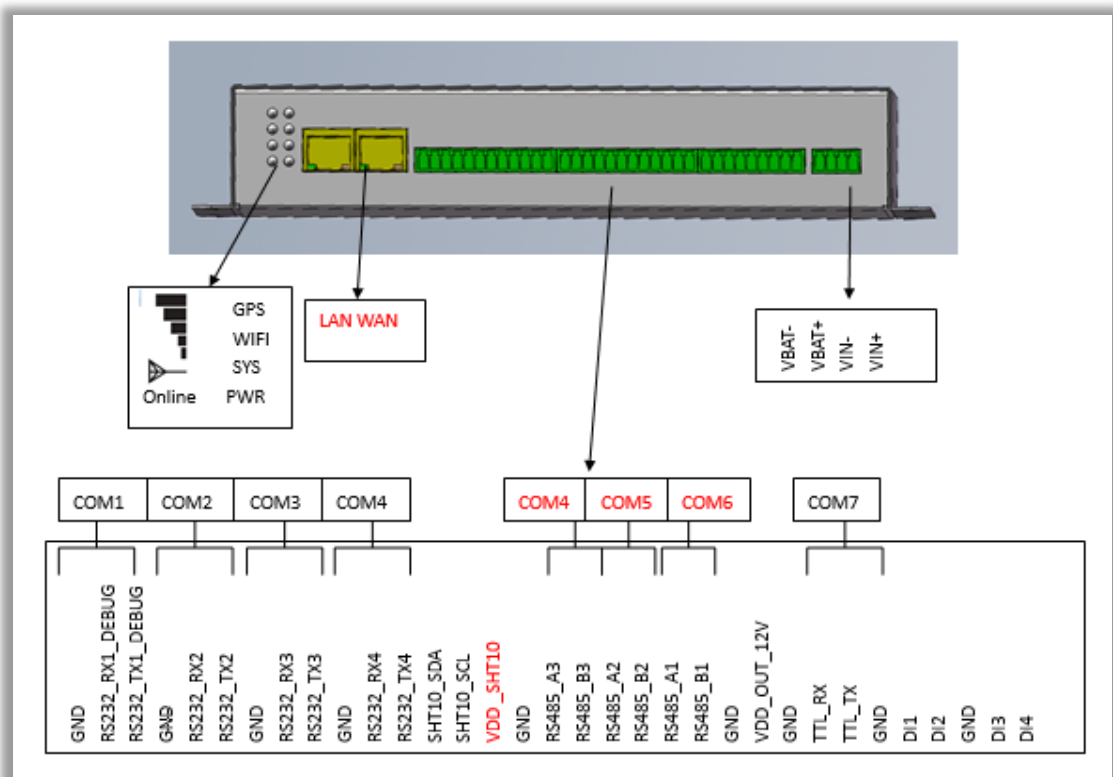 GPS
WIFI
SYS
Online PWR
LAN WAN
VBAT-
VBAT+
VIN-
VIN+
COM1 COM2 COM3 COM4 COM4 COM5 COM6 COM7
GND
RS232_RX1_DEBUG
RS232_TX1_DEBUG
GND
RS232_RX2
RS232_TX2
GND
RS232_RX3
RS232_TX3
GND
RS232_RX4
RS232_TX4
SHT10_SDA
SHT10_SCL
VDD_SHT10
GND
RS485_A3
RS485_B3
RS485_A2
RS485_B2
RS485_A1
RS485_B1
GND
VDD_OUT_12V
GND
TTL_RX
TTL_TX
GND
DI1
DI2
GND
DI3
DI4